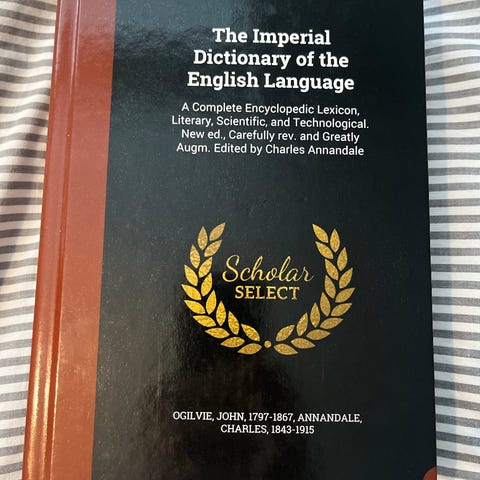 The Imperial
Dictionary of the
English Language
A Complete Encyclopedic Lexicon,
Literary, Scientific, and Technological.
New ed., Carefully rev. and Greatly
Augm. Edited by Charles Annandale
Scholar
SELECT
OGILVIE, JOHN, 1797-1867, ANNANDALE,
CHARLES, 1843-1915